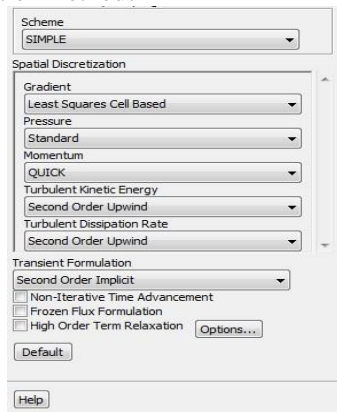 Scheme
SIMPLE
Spatial Discretization
Gradient
Least Squares Cell Based
Pressure
Standard
Momentum
QUICK
Turbulent Kinetic Energy
Second Order Upwind
Turbulent Dissipation Rate
Second Order Upwind
Transient Formulation
Second Order Implicit
Non-Iterative Time Advancement
Frozen Flux Formulation
High Order Term Relaxation Options...
Default
Help